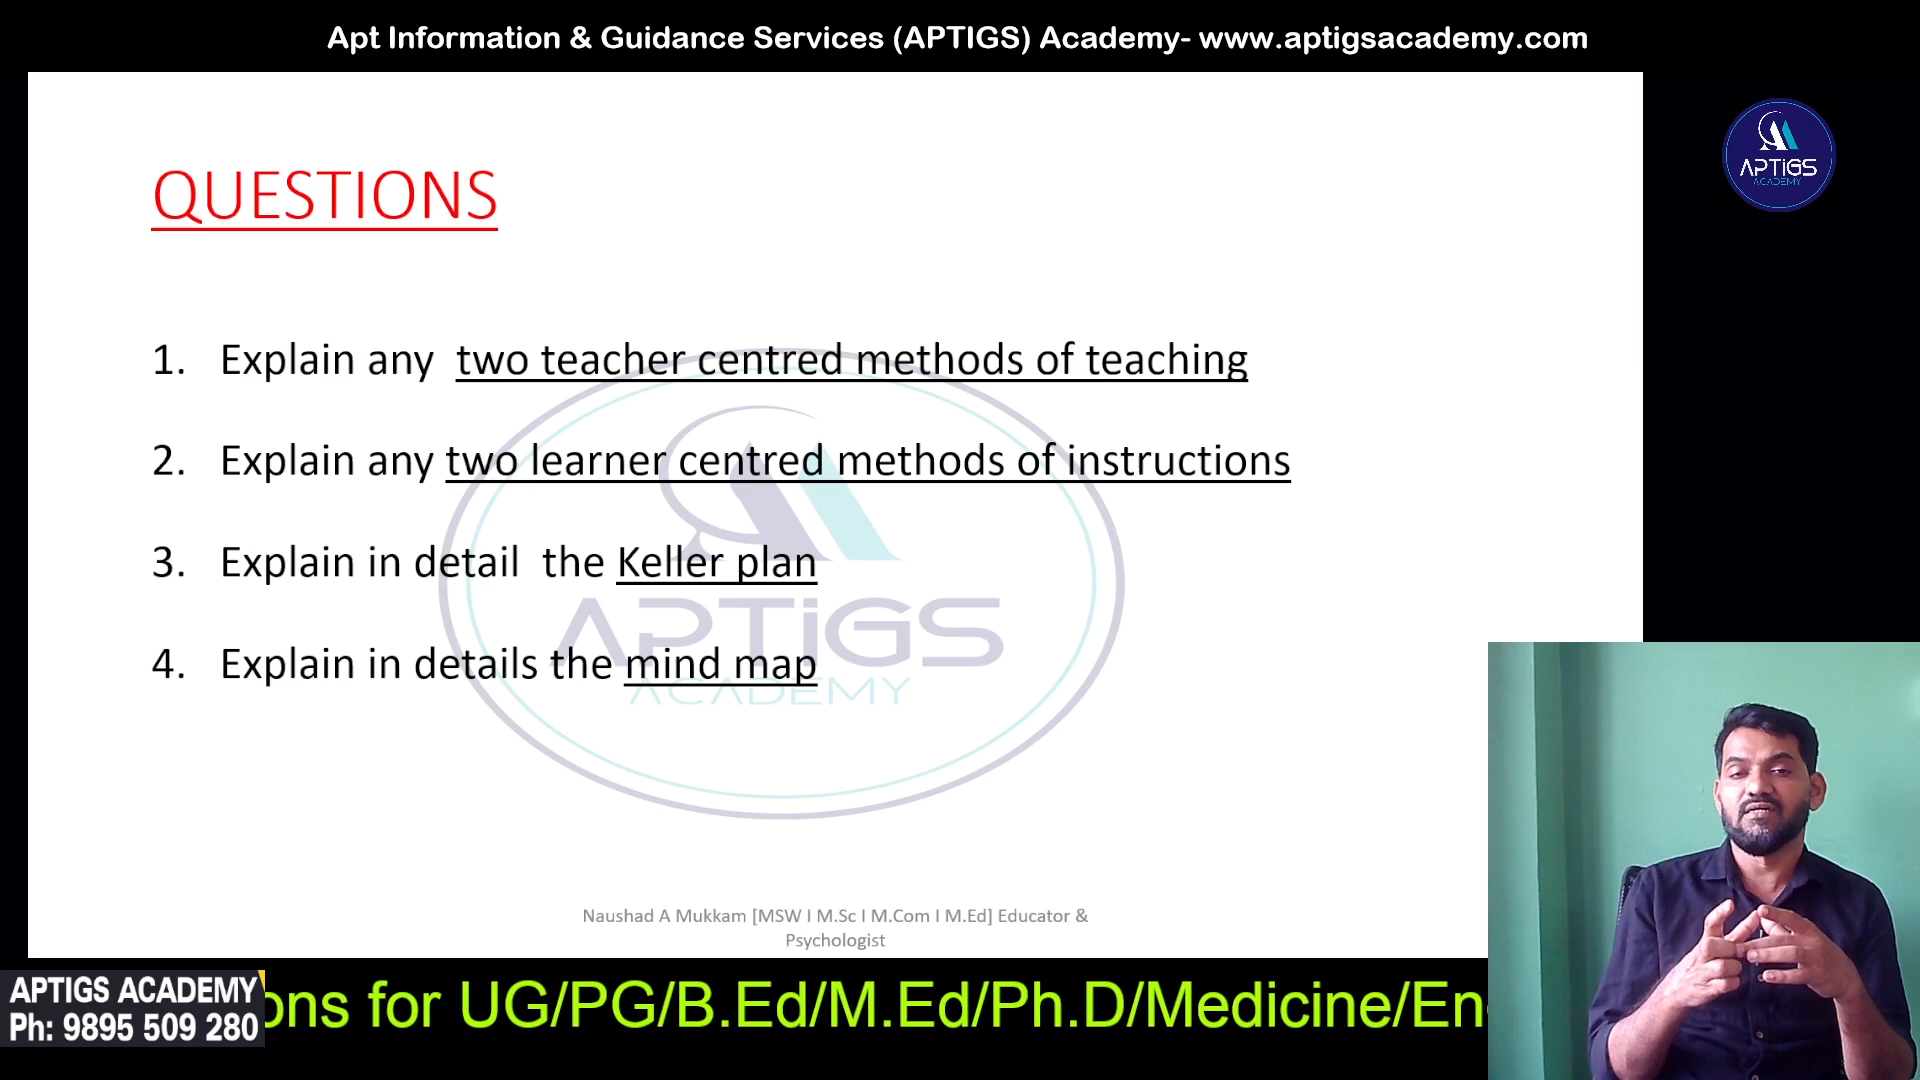 Apt Information & Guidance Services (APTIGS) Academy- www.aptigsacademy.com
APTiGS
ACADEMY
QUESTIONS
1. Explain any two teacher centred methods of teaching
2. Explain any two learner centred methods of instructions
3. Explain in detail the Keller plan
4. Explain in details the mind map
APTiGS
ACADEMY
Naushad A Mukkam [MSW I M.Sc I M.Com I M.Ed] Educator &
Psychologist
APTIGS ACADEMY
Ph: 9895 509 280
for UG/PG/B.Ed/M.Ed/Ph.D/Medicine/